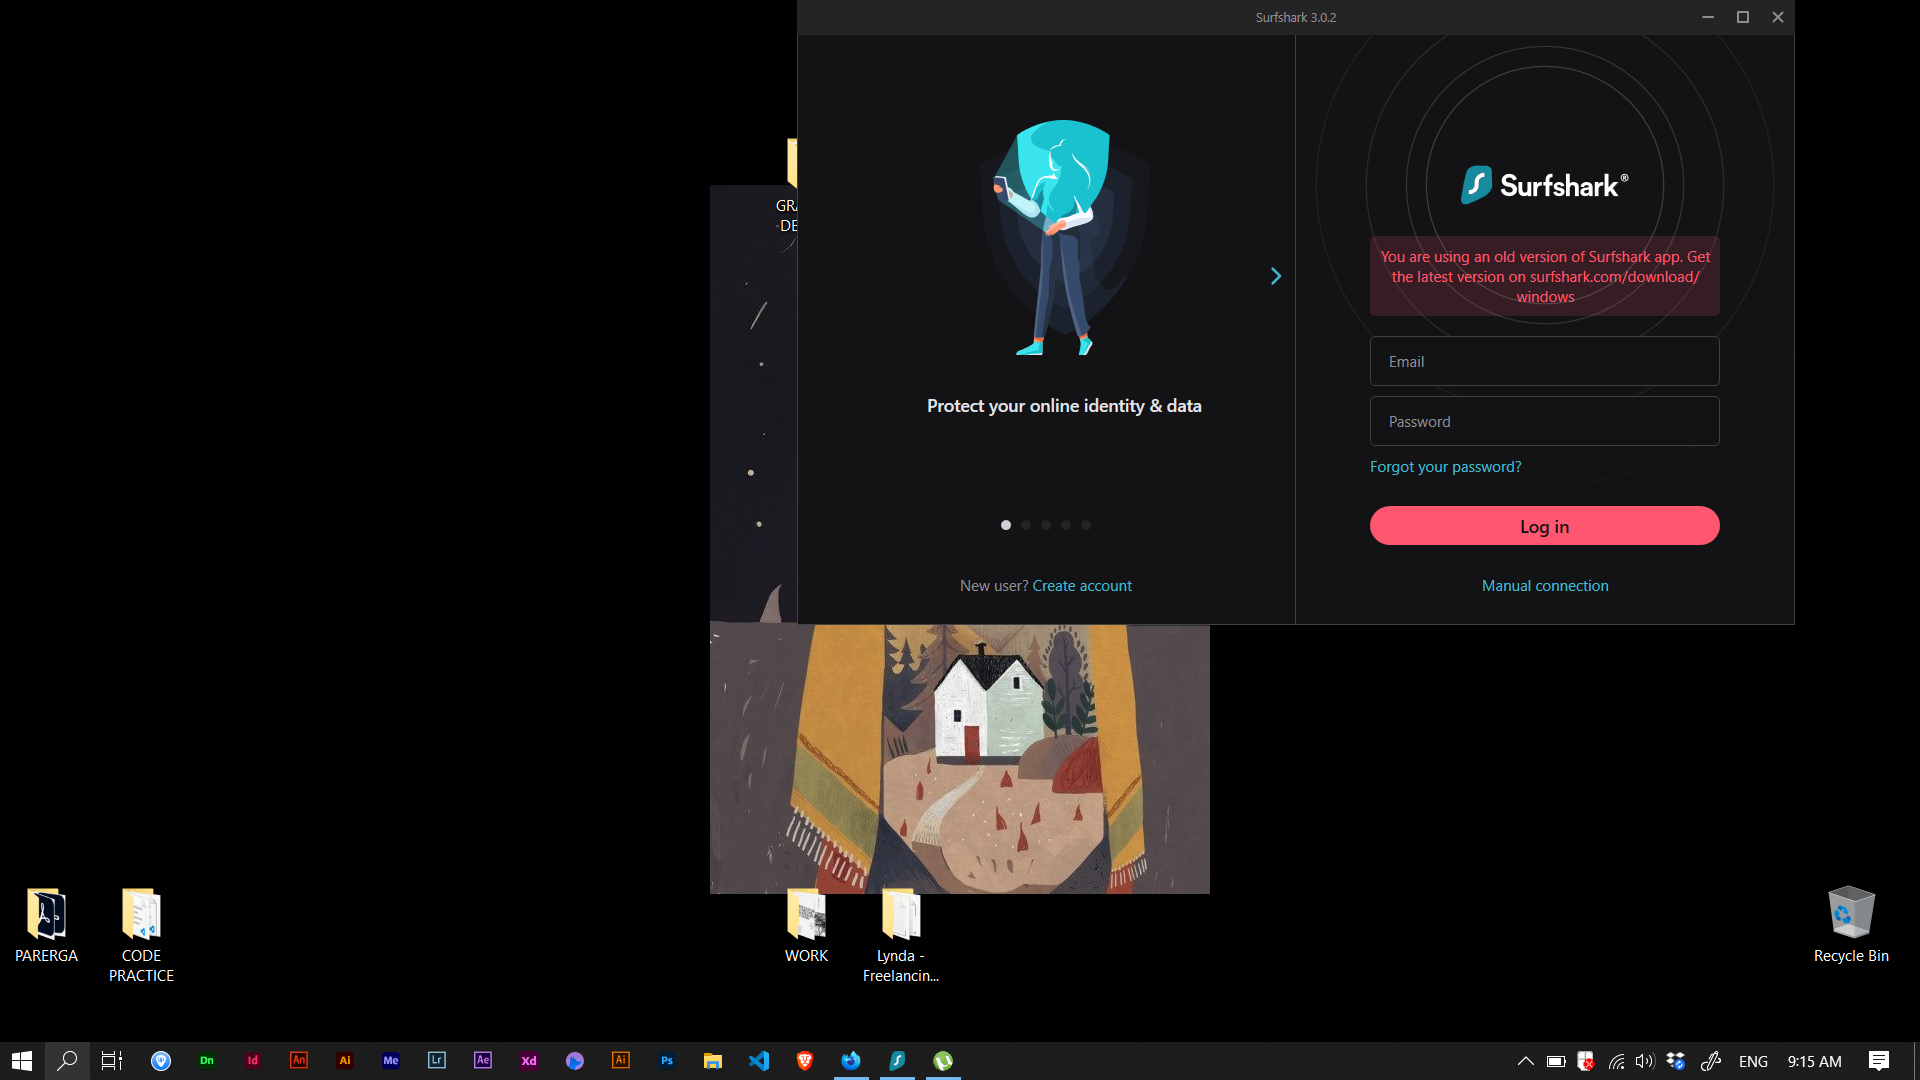 Surfshark 3.0.2
GRA
DE
Surfshark®
You are using an old version of Surfshark app. Get
the latest version on surfshark.com/download/
windows
Email
Password
Forgot your password?
Log in
Manual connection
Protect your online identity & data
New user? Create account
PARERGA
CODE
PRACTICE
WORK
Lynda -
Freelancin...
Recycle Bin
Dn
Id
An
Ai
Me
Lr
Ae
Xd
Ai
Ps
ENG
9:15 AM